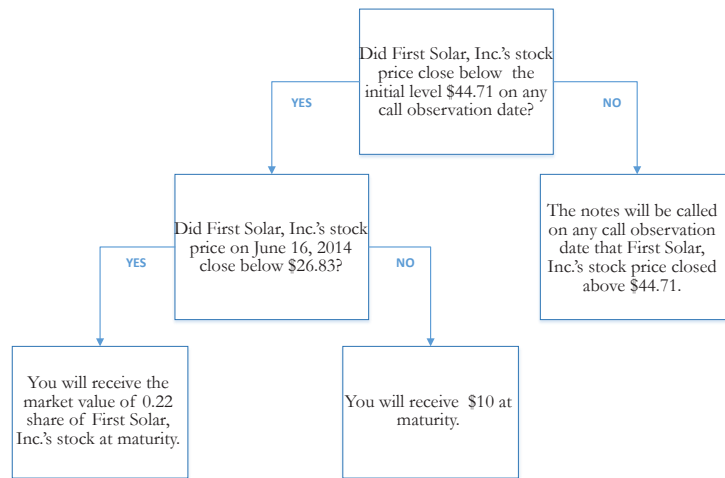 Did First Solar, Inc.'s stock
price close below the
initial level $44.71 on any
call observation date?
YES
NO
Did First Solar, Inc.'s stock
price on June 16, 2014
close below $26.83?
The notes will be called
on any call observation
date that First Solar,
Inc.'s stock price closed
above $44.71.
YES
NO
You will receive the
market value of 0.22
share of First Solar,
Inc.'s stock at maturity.
You will receive $10 at
maturity.